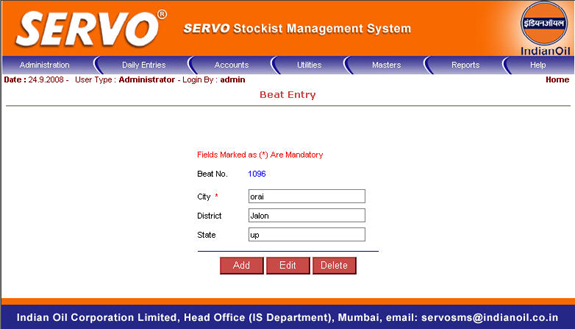 SERVO®
SERVO Stockist Management System
इंडियनऑयल
IndianOil
Administration Daily Entries Accounts Utilities Masters Reports Help
Date : 24.9.2008 - User Type : Administrator - Login By : admin Home
Beat Entry
Fields Marked as (*) Are Mandatory
Beat No. 1096
City * orai
District Jalon
State up
Add Edit Delete
Indian Oil Corporation Limited, Head Office (IS Department), Mumbai, email: servosms@indianoil.co.in